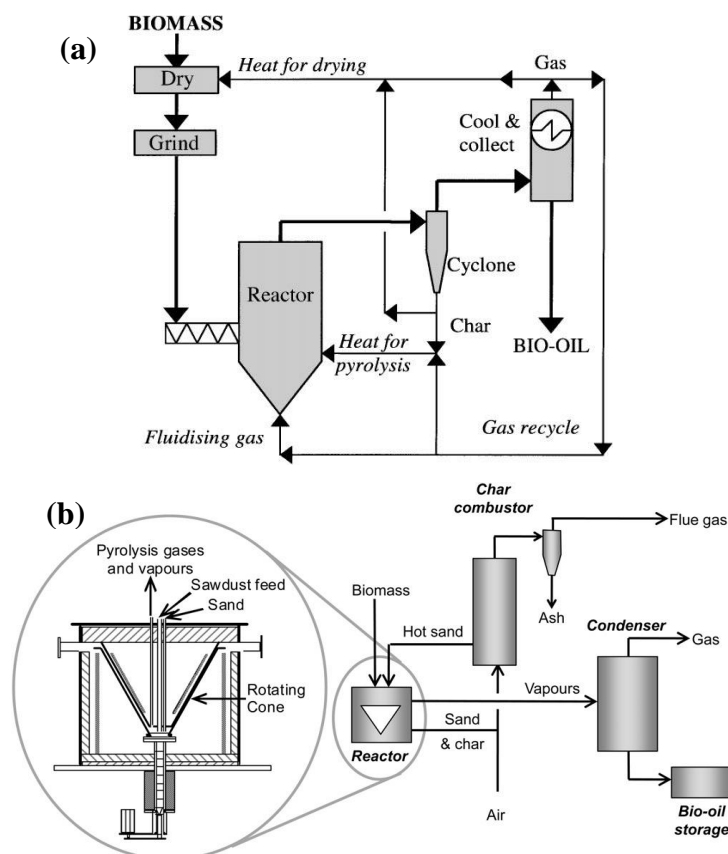 (a)
BIOMASS
Heat for drying
Gas
Dry
Cool &
collect
Grind
Cyclone
Reactor
Char
Heat for
pyrolysis
BIO-OIL
Fluidising gas
Gas recycle
(b)
Char
combustor
Pyrolysis gases
and vapours
Flue gas
Sawdust feed
Sand
Biomass
Ash
Hot sand
Condenser
Gas
Rotating
Cone
Vapours
Sand
& char
Reactor
Air
Bio-oil
storage